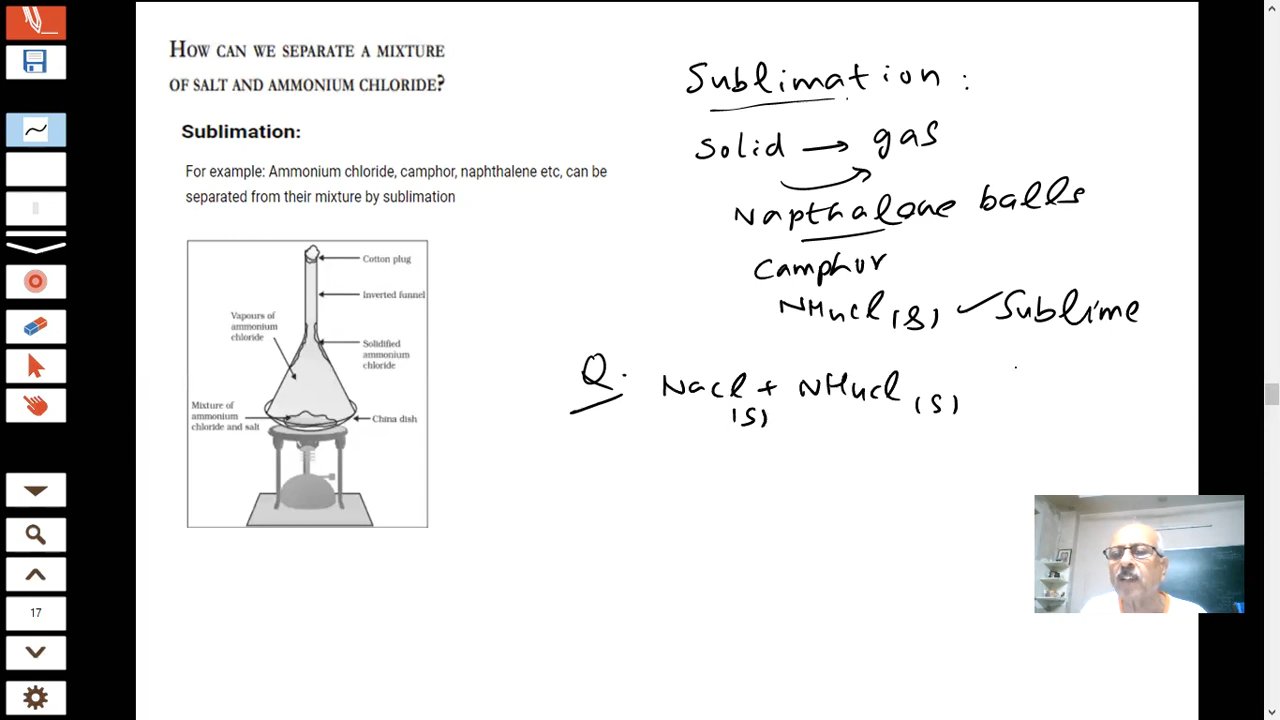 HOW CAN WE SEPARATE A MIXTURE
OF SALT AND AMMONIUM CHLORIDE?
Sublimation:
For example: Ammonium chloride, camphor, naphthalene etc, can be
separated from their mixture by sublimation
Cotton plug
Inverted funnel
Vapours of
ammonium
chloride
Solidified
ammonium
chloride
Mixture of
ammonium
chloride and salt
China dish
Sublimation :
Solid → gas
Napthalene balls
Camphor
NH4Cl (s) ✓ Sublime
Q. NaCl + NH4Cl (s)
(s)
17